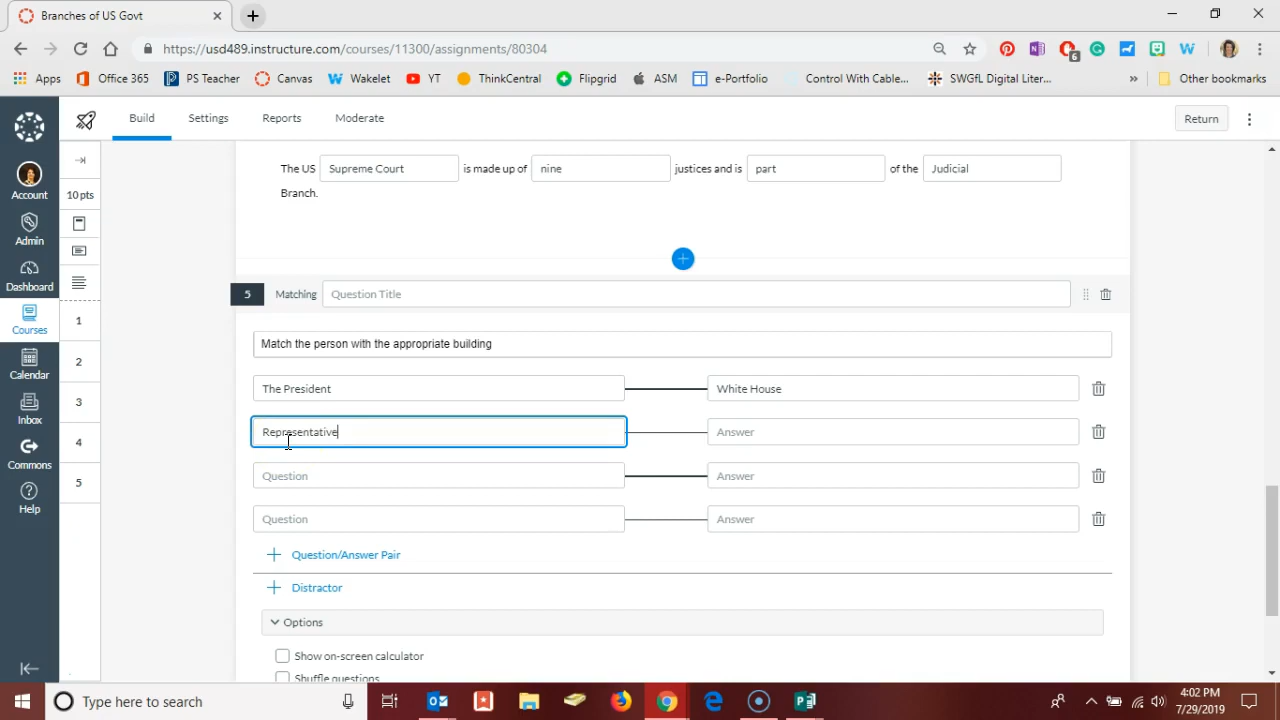 Branches of US Govt
https://usd489.instructure.com/courses/11300/assignments/80304
6
Apps Office 365 PS Teacher Canvas Wakelet YT ThinkCentral Flipgrid ASM E-Portfolio Control With Cable... SWGfL Digital Liter... » Other bookmarks
Build Settings Reports Moderate Return
Account
Admin
Dashboard
Courses
Calendar
Inbox
Commons
Help
10 pts
1
2
3
4
5
The US Supreme Court is made up of nine justices and is part of the Judicial
Branch.
5 Matching Question Title
Match the person with the appropriate building
The President White House
Representative Answer
Question Answer
Question Answer
Question/Answer Pair
Distractor
Options
Show on-screen calculator
Shuffle questions
Type here to search
4:02 PM
7/29/2019